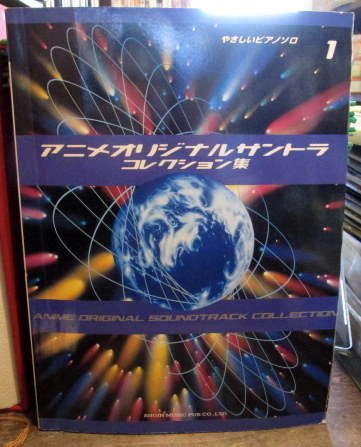 やさしいピアノソロ
1
アニメオリジナルサントラ
コレクション集
ANIME ORIGINAL SOUNDTRACK COLLECTION
MUSIC PUB.CO.,LTD.